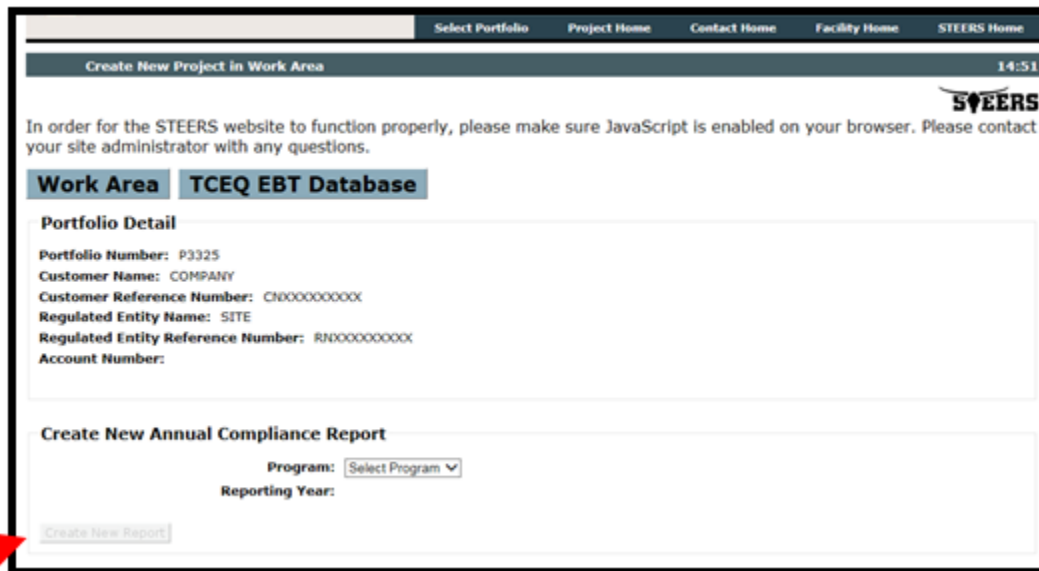 Select Portfolio Project Home Contact Home Facility Home STEERS Home
Create New Project in Work Area 14:51
STEERS
In order for the STEERS website to function properly, please make sure JavaScript is enabled on your browser. Please contact
your site administrator with any questions.
Work Area TCEQ EBT Database
Portfolio Detail
Portfolio Number: P3325
Customer Name: COMPANY
Customer Reference Number: CNXXXXXXXXX
Regulated Entity Name: SITE
Regulated Entity Reference Number: RNXXXXXXXXX
Account Number:
Create New Annual Compliance Report
Program: Select Program
Reporting Year:
Create New Report